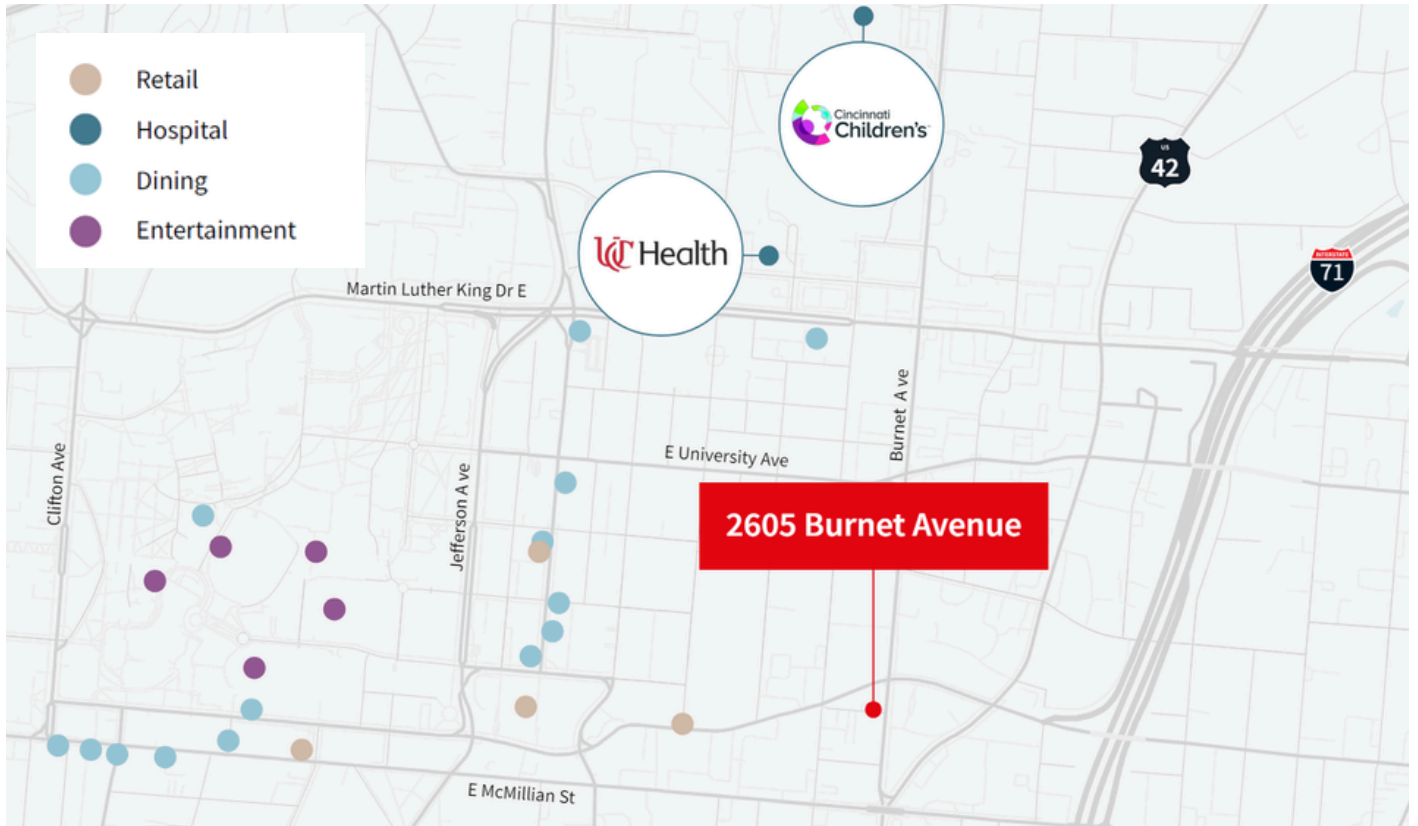 Retail
Hospital
Dining
Entertainment
Cincinnati
Children's
US
42
UC Health
INTERSTATE
71
Martin Luther King Dr E
Burnet A ve
E University Ave
Clifton Ave
Jefferson A ve
2605 Burnet Avenue
E McMillian St